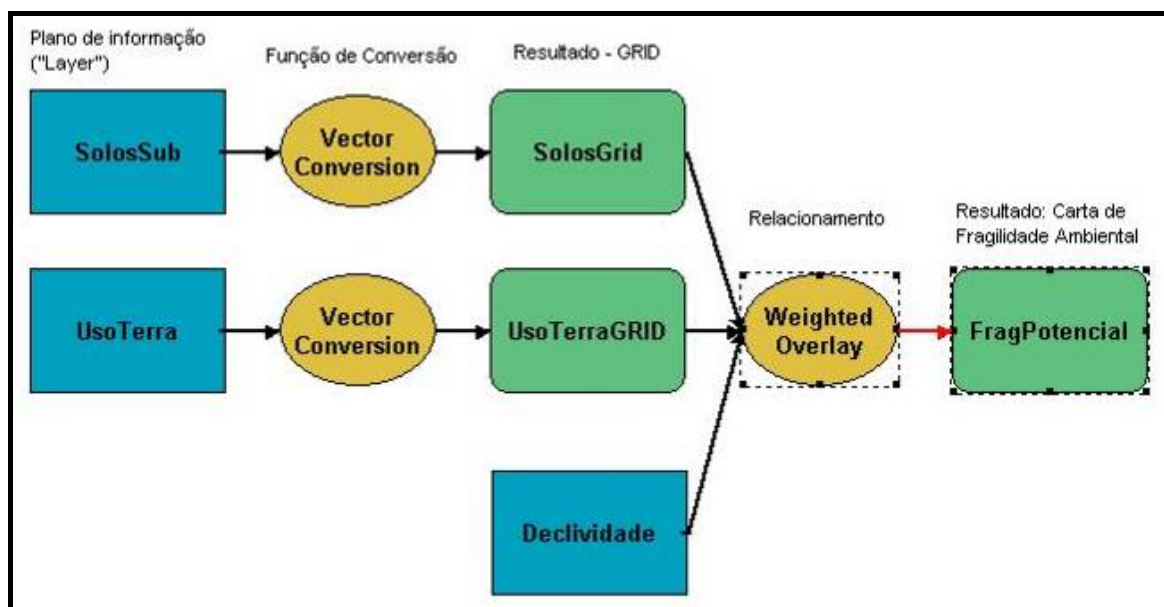 Plano de informação
("Layer")
Função de Conversão
Resultado - GRID
SolosSub
Vector
Conversion
SolosGrid
Relacionamento
Resultado: Carta de
Fragilidade Ambiental
UsoTerra
Vector
Conversion
UsoTerraGRID
Weighted
Overlay
FragPotencial
Declividade